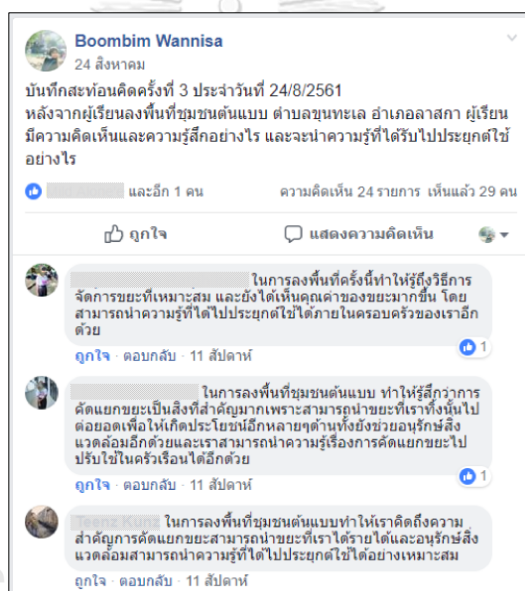 Boombim Wannisa
24 สิงหาคม
บันทึกสะท้อนคิดครั้งที่ 3 ประจำวันที่ 24/8/2561
หลังจากผู้เรียนลงพื้นที่ชุมชนต้นแบบ ตำบลขุนทะเล อำเภอลาสกา ผู้เรียน
มีความคิดเห็นและความรู้สึกอย่างไร และจะนำความรู้ที่ได้รับไปประยุกต์ใช้
อย่างไร
และอีก 1 คน ความคิดเห็น 24 รายการ เห็นแล้ว 29 คน
ถูกใจ แสดงความคิดเห็น
ในการลงพื้นที่ครั้งนี้ทำให้รู้ถึงวิธีการ
จัดการขยะที่เหมาะสม และยังได้เห็นคุณค่าของขยะมากขึ้น โดย
สามารถนำความรู้ที่ได้ไปประยุกต์ใช้ได้ภายในครอบครัวของเราอีก
ด้วย
1
ถูกใจ · ตอบกลับ · 11 สัปดาห์
ในการลงพื้นที่ชุมชนต้นแบบ ทำให้รู้สึกว่าการ
คัดแยกขยะเป็นสิ่งที่สำคัญมากเพราะสามารถนำขยะที่เราทิ้งนั้นไป
ต่อยอดเพื่อให้เกิดประโยชน์อีกหลายๆด้านทั้งยังช่วยอนุรักษ์สิ่ง
แวดล้อมอีกด้วยและเราสามารถนำความรู้เรื่องการคัดแยกขยะไป
ปรับใช้ในครัวเรือนได้อีกด้วย
1
ถูกใจ · ตอบกลับ · 11 สัปดาห์
Teenz Kunz ในการลงพื้นที่ชุมชนต้นแบบทำให้เราคิดถึงความ
สำคัญการคัดแยกขยะสามารถนำขยะที่เราได้รายได้และอนุรักษ์สิ่ง
แวดล้อมสามารถนำความรู้ที่ได้ไปประยุกต์ใช้ได้อย่างเหมาะสม
ถูกใจ · ตอบกลับ · 11 สัปดาห์